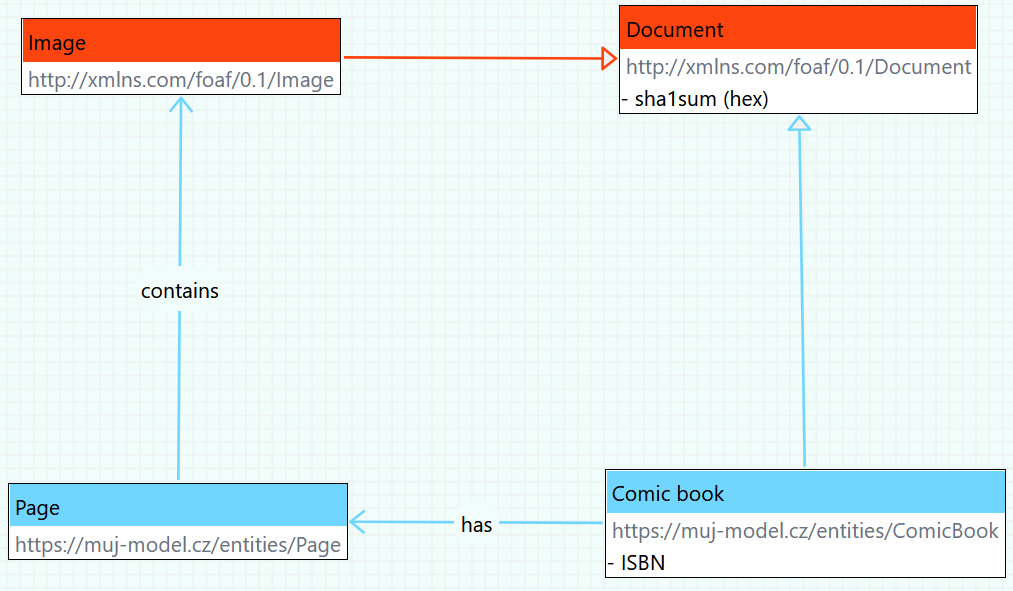 Image
http://xmlns.com/foaf/0.1/Image
Document
http://xmlns.com/foaf/0.1/Document
- sha1sum (hex)
contains
Page
https://muj-model.cz/entities/Page
has
Comic book
https://muj-model.cz/entities/ComicBook
- ISBN